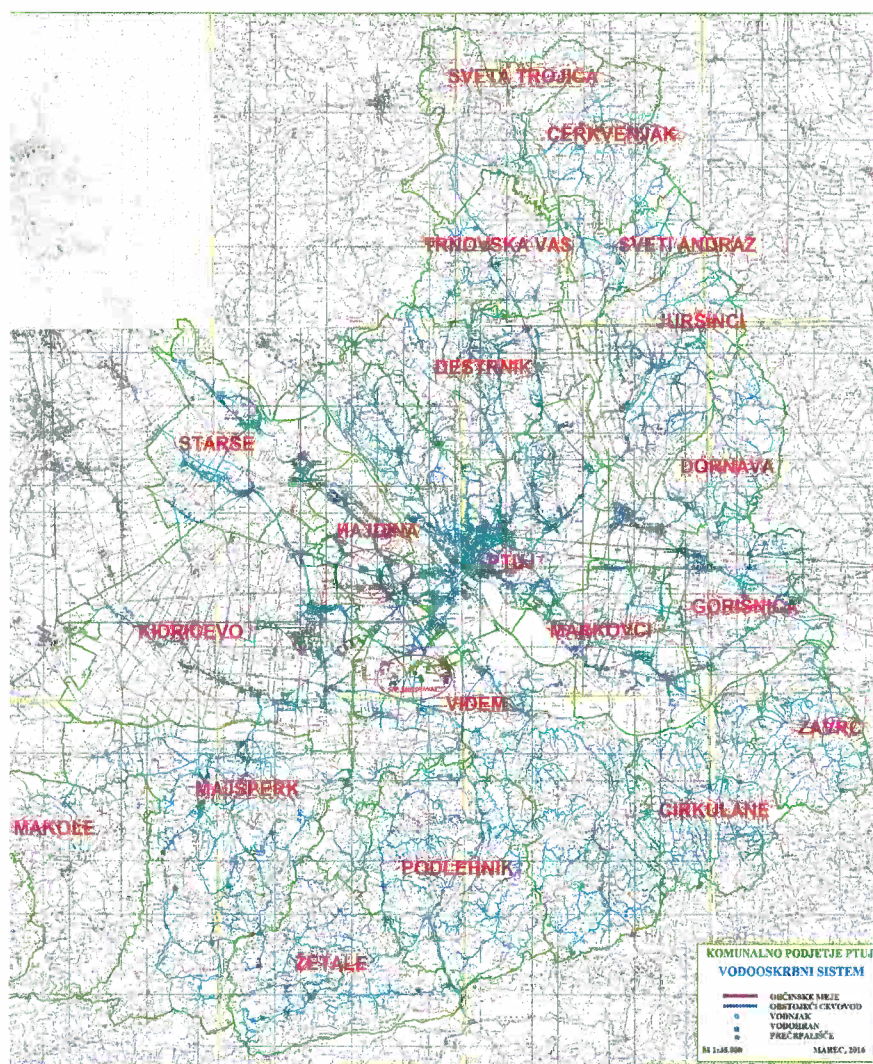 SVETA TROJICA
CERKVENJAK
TRNOVSKA VAS
SVETI ANDRAŽ
JURŠINCI
DESTRNIK
STARŠE
DORNAVA
HAJDINA
PTUJ
GORIŠNICA
KIDRIČEVO
MARKOVCI
VIDEM
ZAVRČ
MAJŠPERK
MAKOLE
CIRKULANE
PODLEHNIK
ŽETALE
KOMUNALNO PODJETJE PTUJ
VODOOSKRBNI SISTEM
OBČINSKE MEJE
OBSTOJEČI CEVOVOD
VODNJAK
VODOHRAN
PREČRPALIŠČE
MAREC, 2016